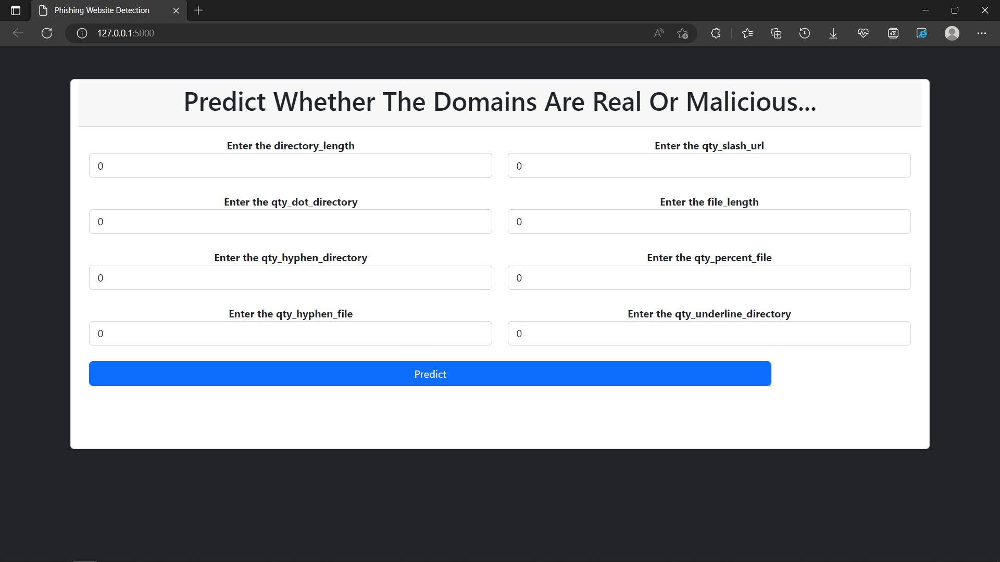 Phishing Website Detection
127.0.0.1:5000
Predict Whether The Domains Are Real Or Malicious...
Enter the directory_length
Enter the qty_slash_url
0
0
Enter the qty_dot_directory
Enter the file_length
0
0
Enter the qty_hyphen_directory
Enter the qty_percent_file
0
0
Enter the qty_hyphen_file
Enter the qty_underline_directory
0
0
Predict